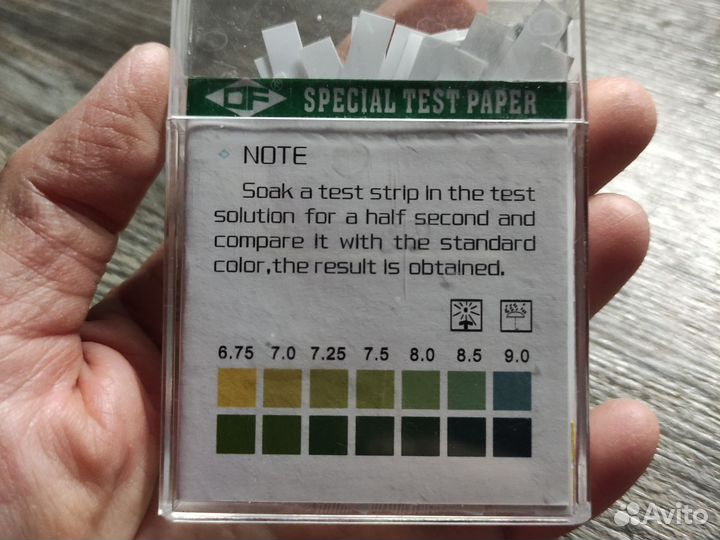 DF® SPECIAL TEST PAPER
NOTE
Soak a test strip in the test
solution for a half second and
compare it with the standard
color,the result is obtained.
6.75 7.0 7.25 7.5 8.0 8.5 9.0
Avito